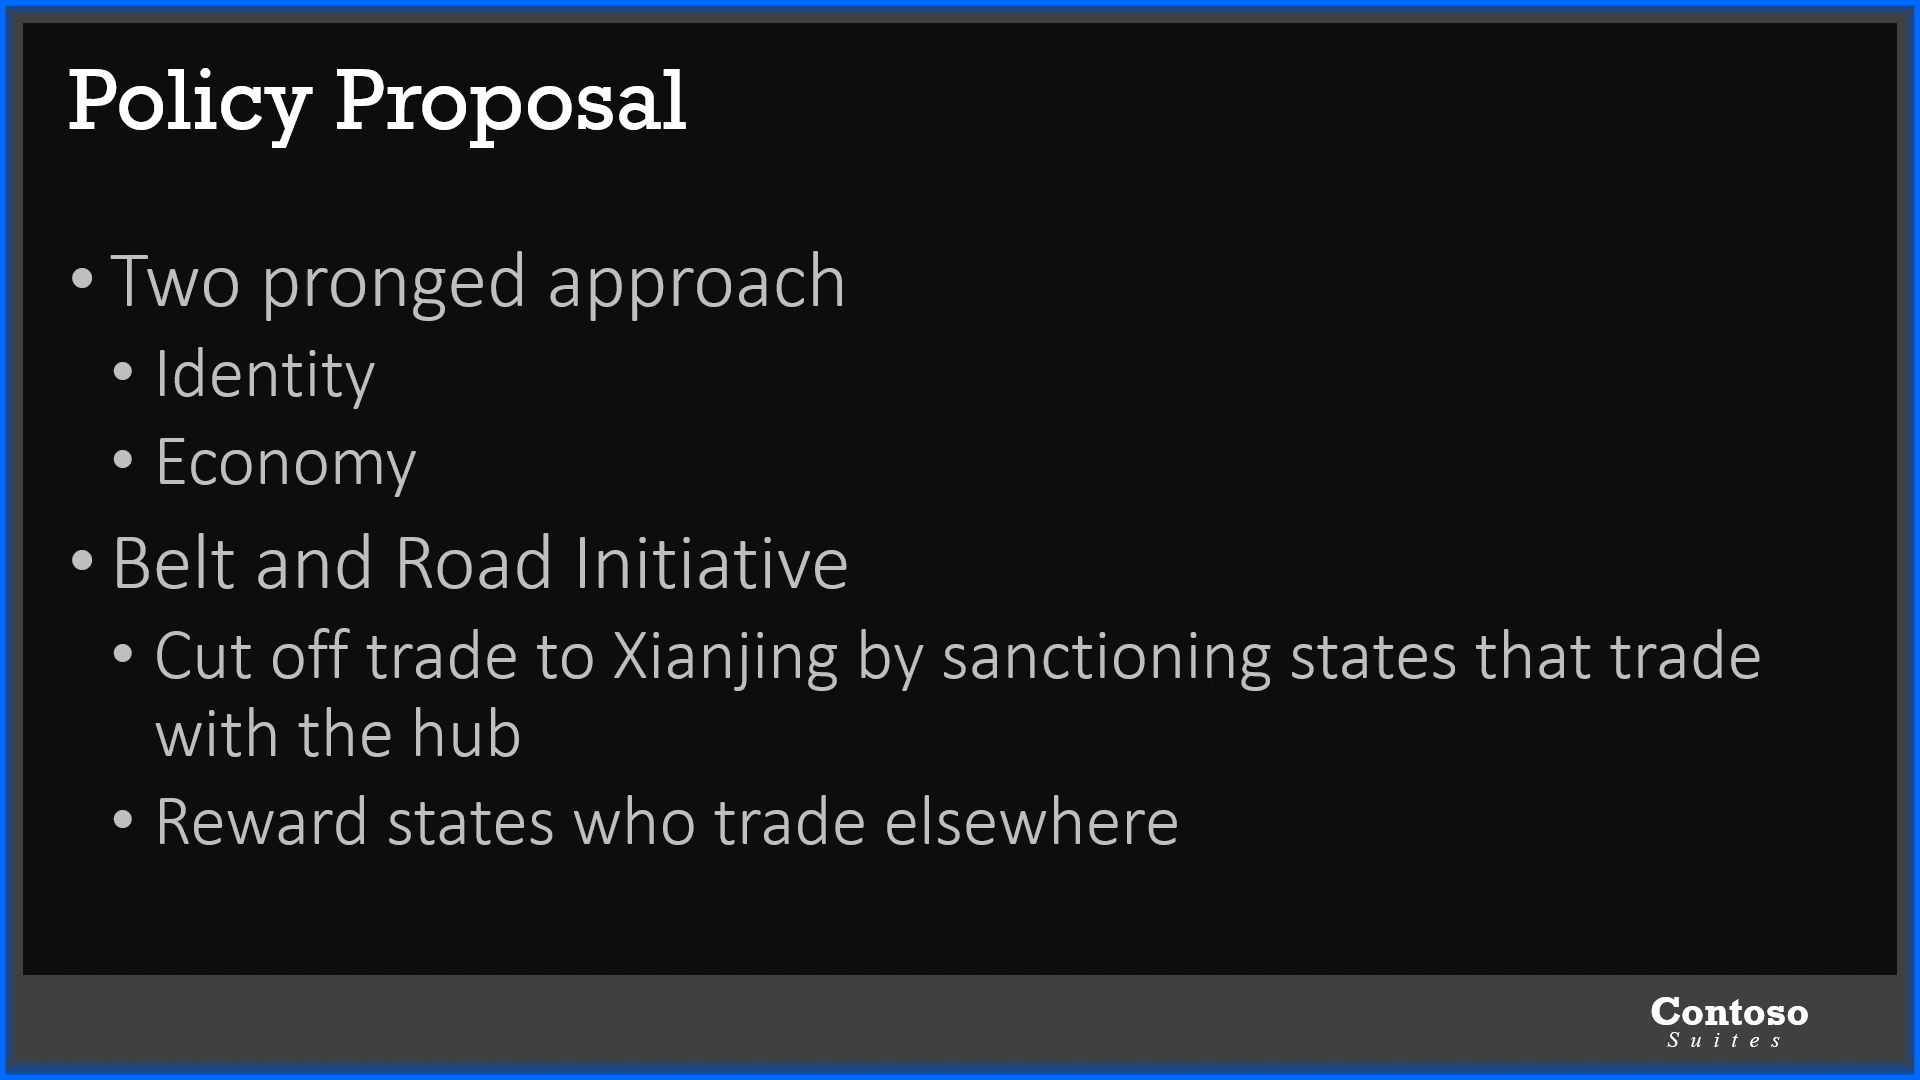 Policy Proposal
• Two pronged approach
• Identity
• Economy
• Belt and Road Initiative
• Cut off trade to Xianjing by sanctioning states that trade
with the hub
• Reward states who trade elsewhere
Contoso
Suites